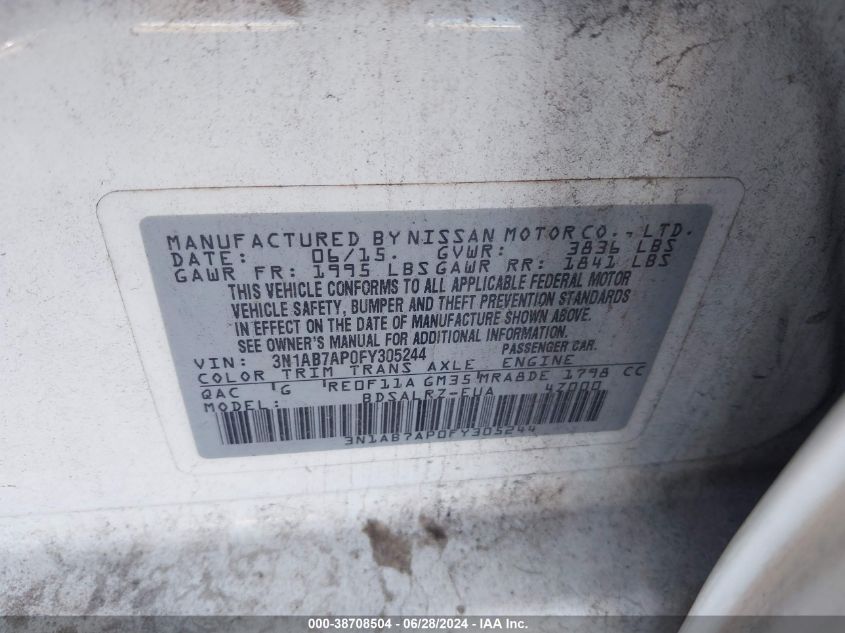 MANUFACTURED BY NISSAN MOTOR CO., LTD.
DATE: 06/15. GVWR: 3836 LBS
GAWR FR: 1995 LBS GAWR RR: 1841 LBS
THIS VEHICLE CONFORMS TO ALL APPLICABLE FEDERAL MOTOR
VEHICLE SAFETY, BUMPER AND THEFT PREVENTION STANDARDS
IN EFFECT ON THE DATE OF MANUFACTURE SHOWN ABOVE.
SEE OWNER'S MANUAL FOR ADDITIONAL INFORMATION.
VIN: 3N1AB7AP0FY305244 PASSENGER CAR.
COLOR TRIM TRANS AXLE ENGINE
QAC G RE0F11A GM35 MRA8DE 1798 CC
MODEL: BDSALRZ-EUA 47000
3N1AB7AP0FY305244
000-38708504 / 06/28/2024 - IAA Inc.